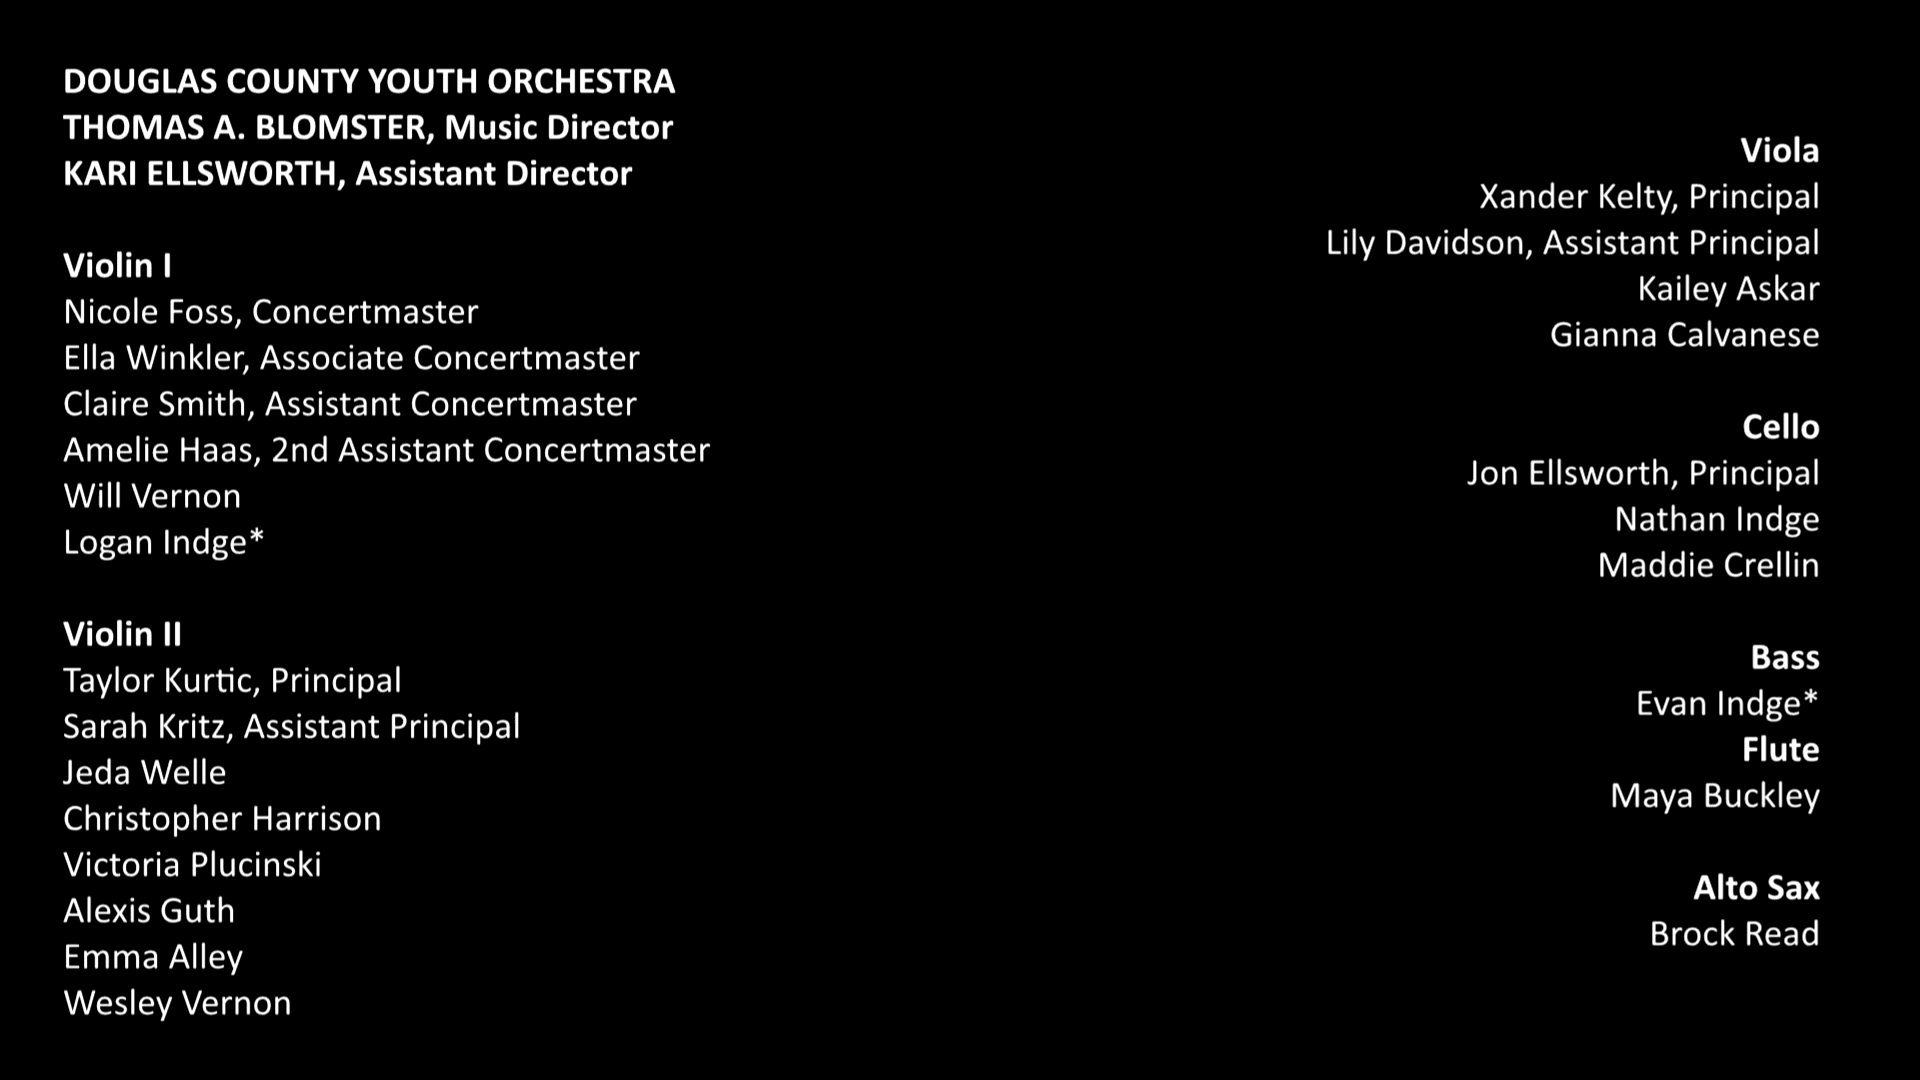 DOUGLAS COUNTY YOUTH ORCHESTRA
THOMAS A. BLOMSTER, Music Director
KARI ELLSWORTH, Assistant Director
Violin I
Nicole Foss, Concertmaster
Ella Winkler, Associate Concertmaster
Claire Smith, Assistant Concertmaster
Amelie Haas, 2nd Assistant Concertmaster
Will Vernon
Logan Indge*
Violin II
Taylor Kurtic, Principal
Sarah Kritz, Assistant Principal
Jeda Welle
Christopher Harrison
Victoria Plucinski
Alexis Guth
Emma Alley
Wesley Vernon
Viola
Xander Kelty, Principal
Lily Davidson, Assistant Principal
Kailey Askar
Gianna Calvanese
Cello
Jon Ellsworth, Principal
Nathan Indge
Maddie Crellin
Bass
Evan Indge*
Flute
Maya Buckley
Alto Sax
Brock Read